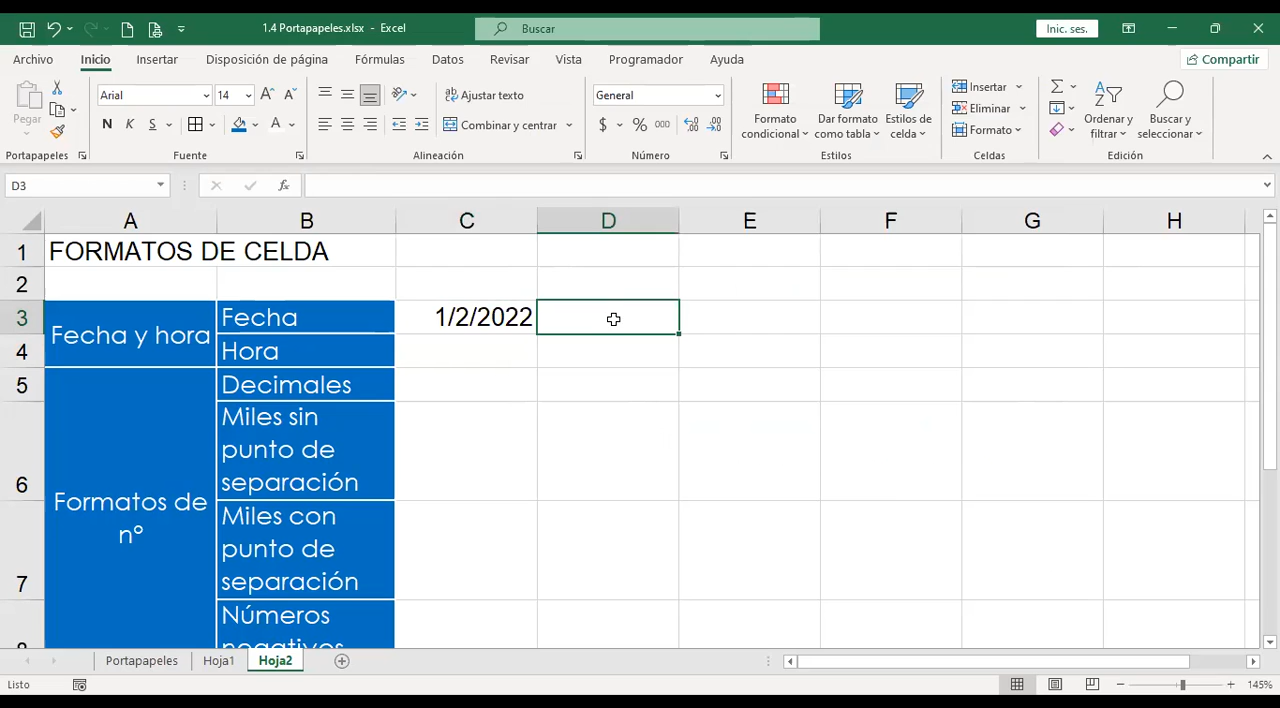 1.4 Portapapeles.xlsx - Excel
Buscar
Inic. ses.
Archivo Inicio Insertar Disposición de página Fórmulas Datos Revisar Vista Programador Ayuda
Compartir
Pegar
Arial 14
N K S
Ajustar texto
Combinar y centrar
General
$ % 000
Formato condicional
Dar formato como tabla
Estilos de celda
Insertar
Eliminar
Formato
Ordenar y filtrar
Buscar y seleccionar
Portapapeles Fuente Alineación Número Estilos Celdas Edición
D3
fx
A B C D E F G H
1 FORMATOS DE CELDA
2
3 Fecha 1/2/2022
Fecha y hora
4 Hora
5 Decimales
Miles sin
punto de
6 separación
Formatos de
nº
Miles con
punto de
7 separación
Números
8 negativos
Portapapeles Hoja1 Hoja2
Listo
145%